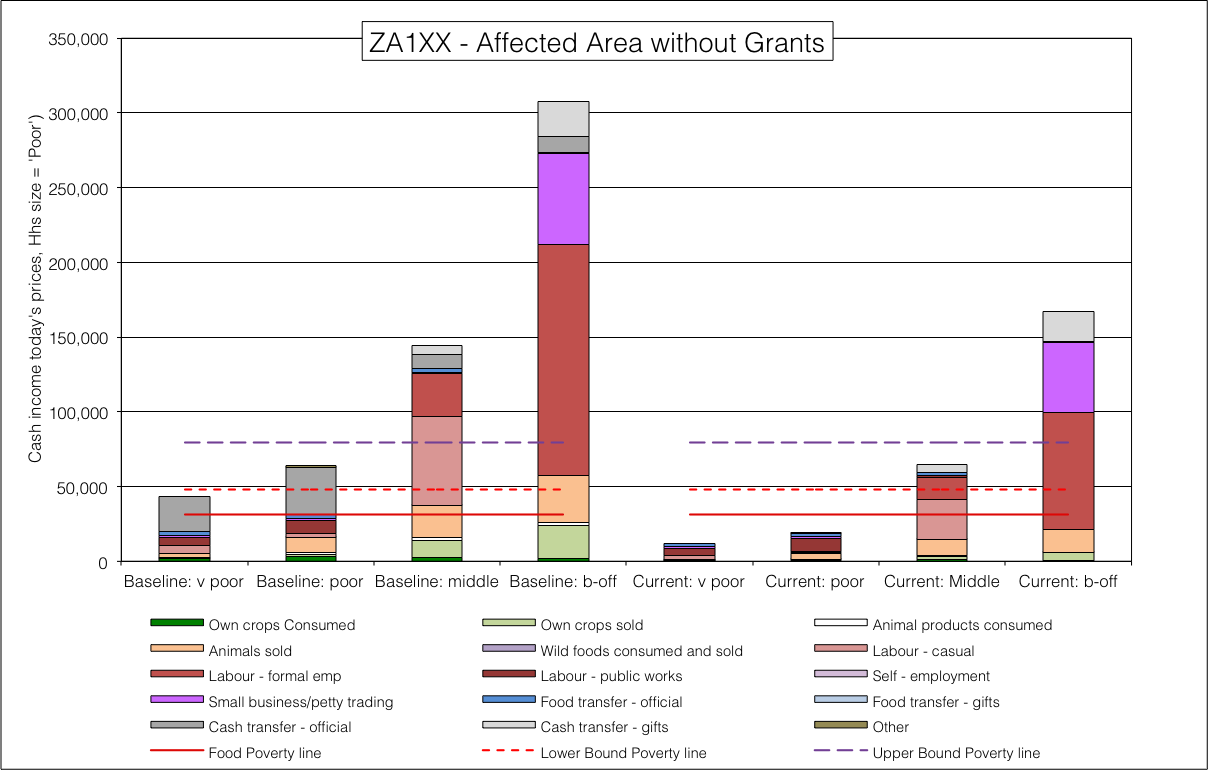 ZA1XX - Affected Area without Grants
Cash income today's prices, Hhs size = 'Poor')
350,000
300,000
250,000
200,000
150,000
100,000
50,000
0
Baseline: v poor Baseline: poor Baseline: middle Baseline: b-off Current: v poor Current: poor Current: Middle Current: b-off
Own crops Consumed Own crops sold Animal products consumed
Animals sold Wild foods consumed and sold Labour - casual
Labour - formal emp Labour - public works Self - employment
Small business/petty trading Food transfer - official Food transfer - gifts
Cash transfer - official Cash transfer - gifts Other
Food Poverty line Lower Bound Poverty line Upper Bound Poverty line